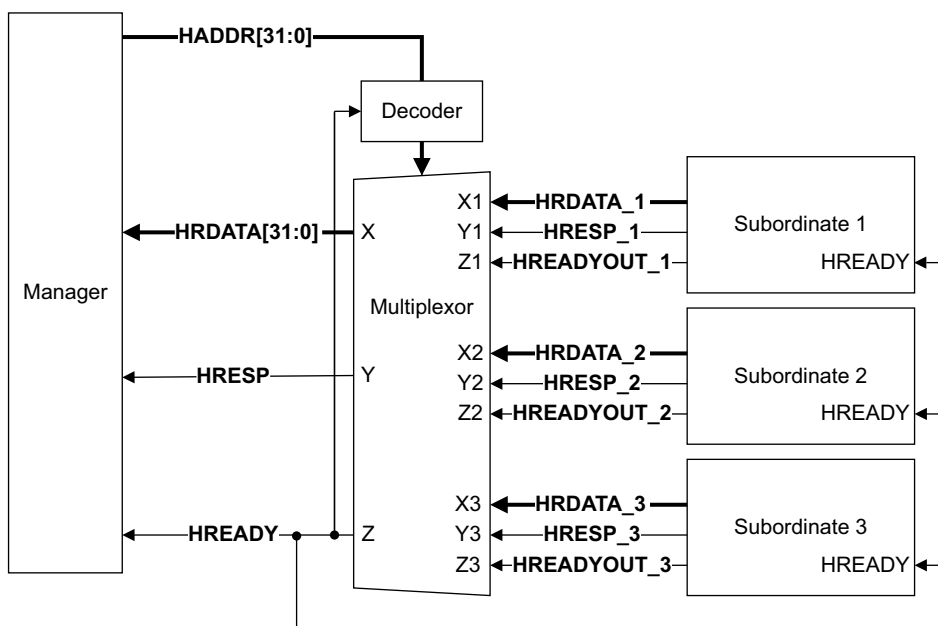 HADDR[31:0]
Decoder
Manager
HRDATA[31:0]
HRESP
HREADY
Multiplexor
X
Y
Z
X1
Y1
Z1
X2
Y2
Z2
X3
Y3
Z3
HRDATA_1
HRESP_1
HREADYOUT_1
Subordinate 1
HREADY
HRDATA_2
HRESP_2
HREADYOUT_2
Subordinate 2
HREADY
HRDATA_3
HRESP_3
HREADYOUT_3
Subordinate 3
HREADY